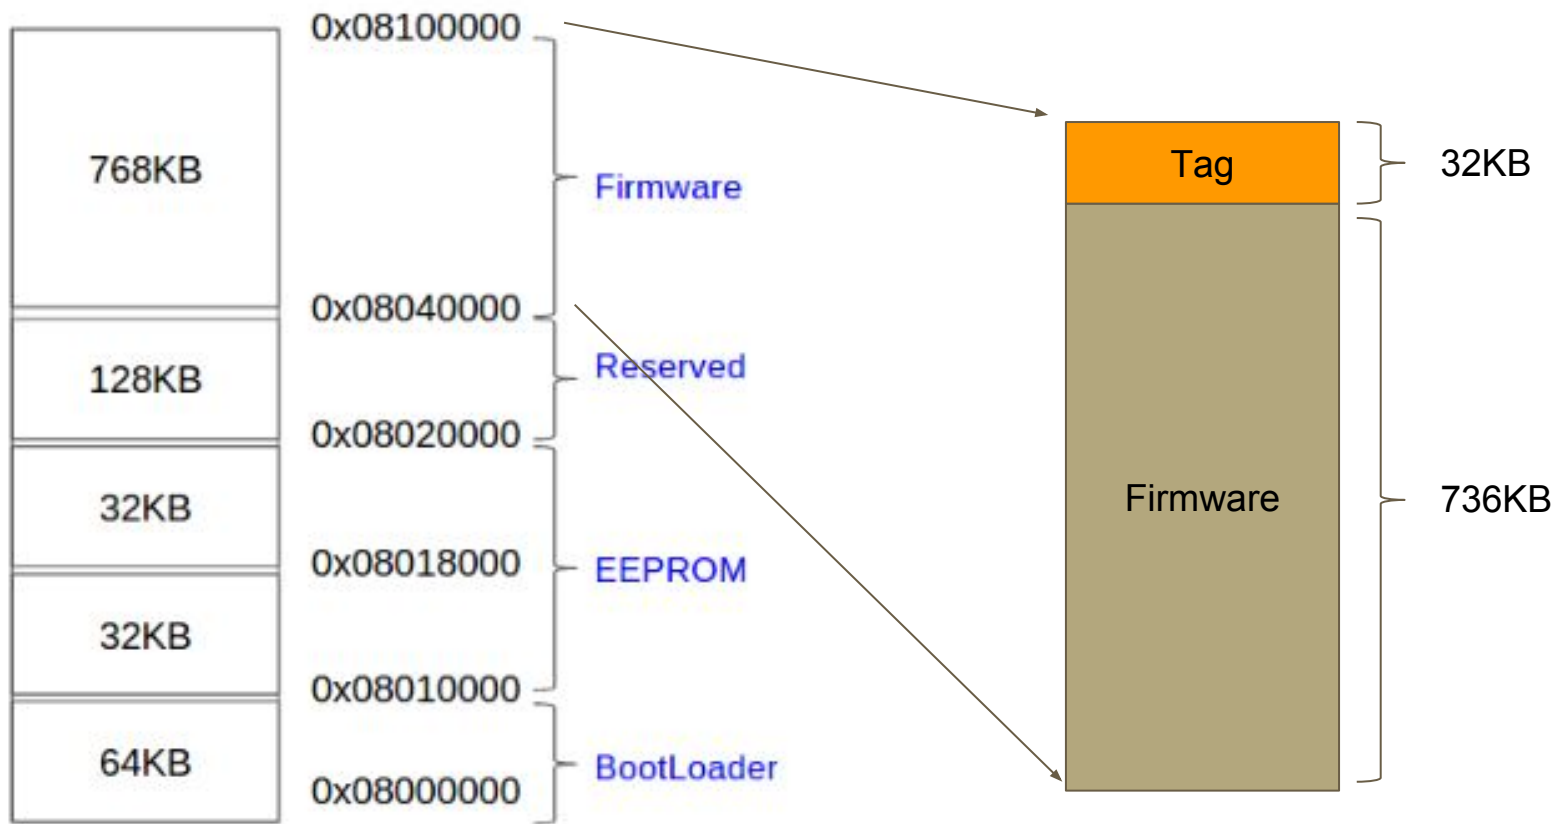 0x08100000
768KB
Firmware
0x08040000
128KB
Reserved
0x08020000
32KB
0x08018000
EEPROM
32KB
0x08010000
64KB
BootLoader
0x08000000
Tag
32KB
Firmware
736KB